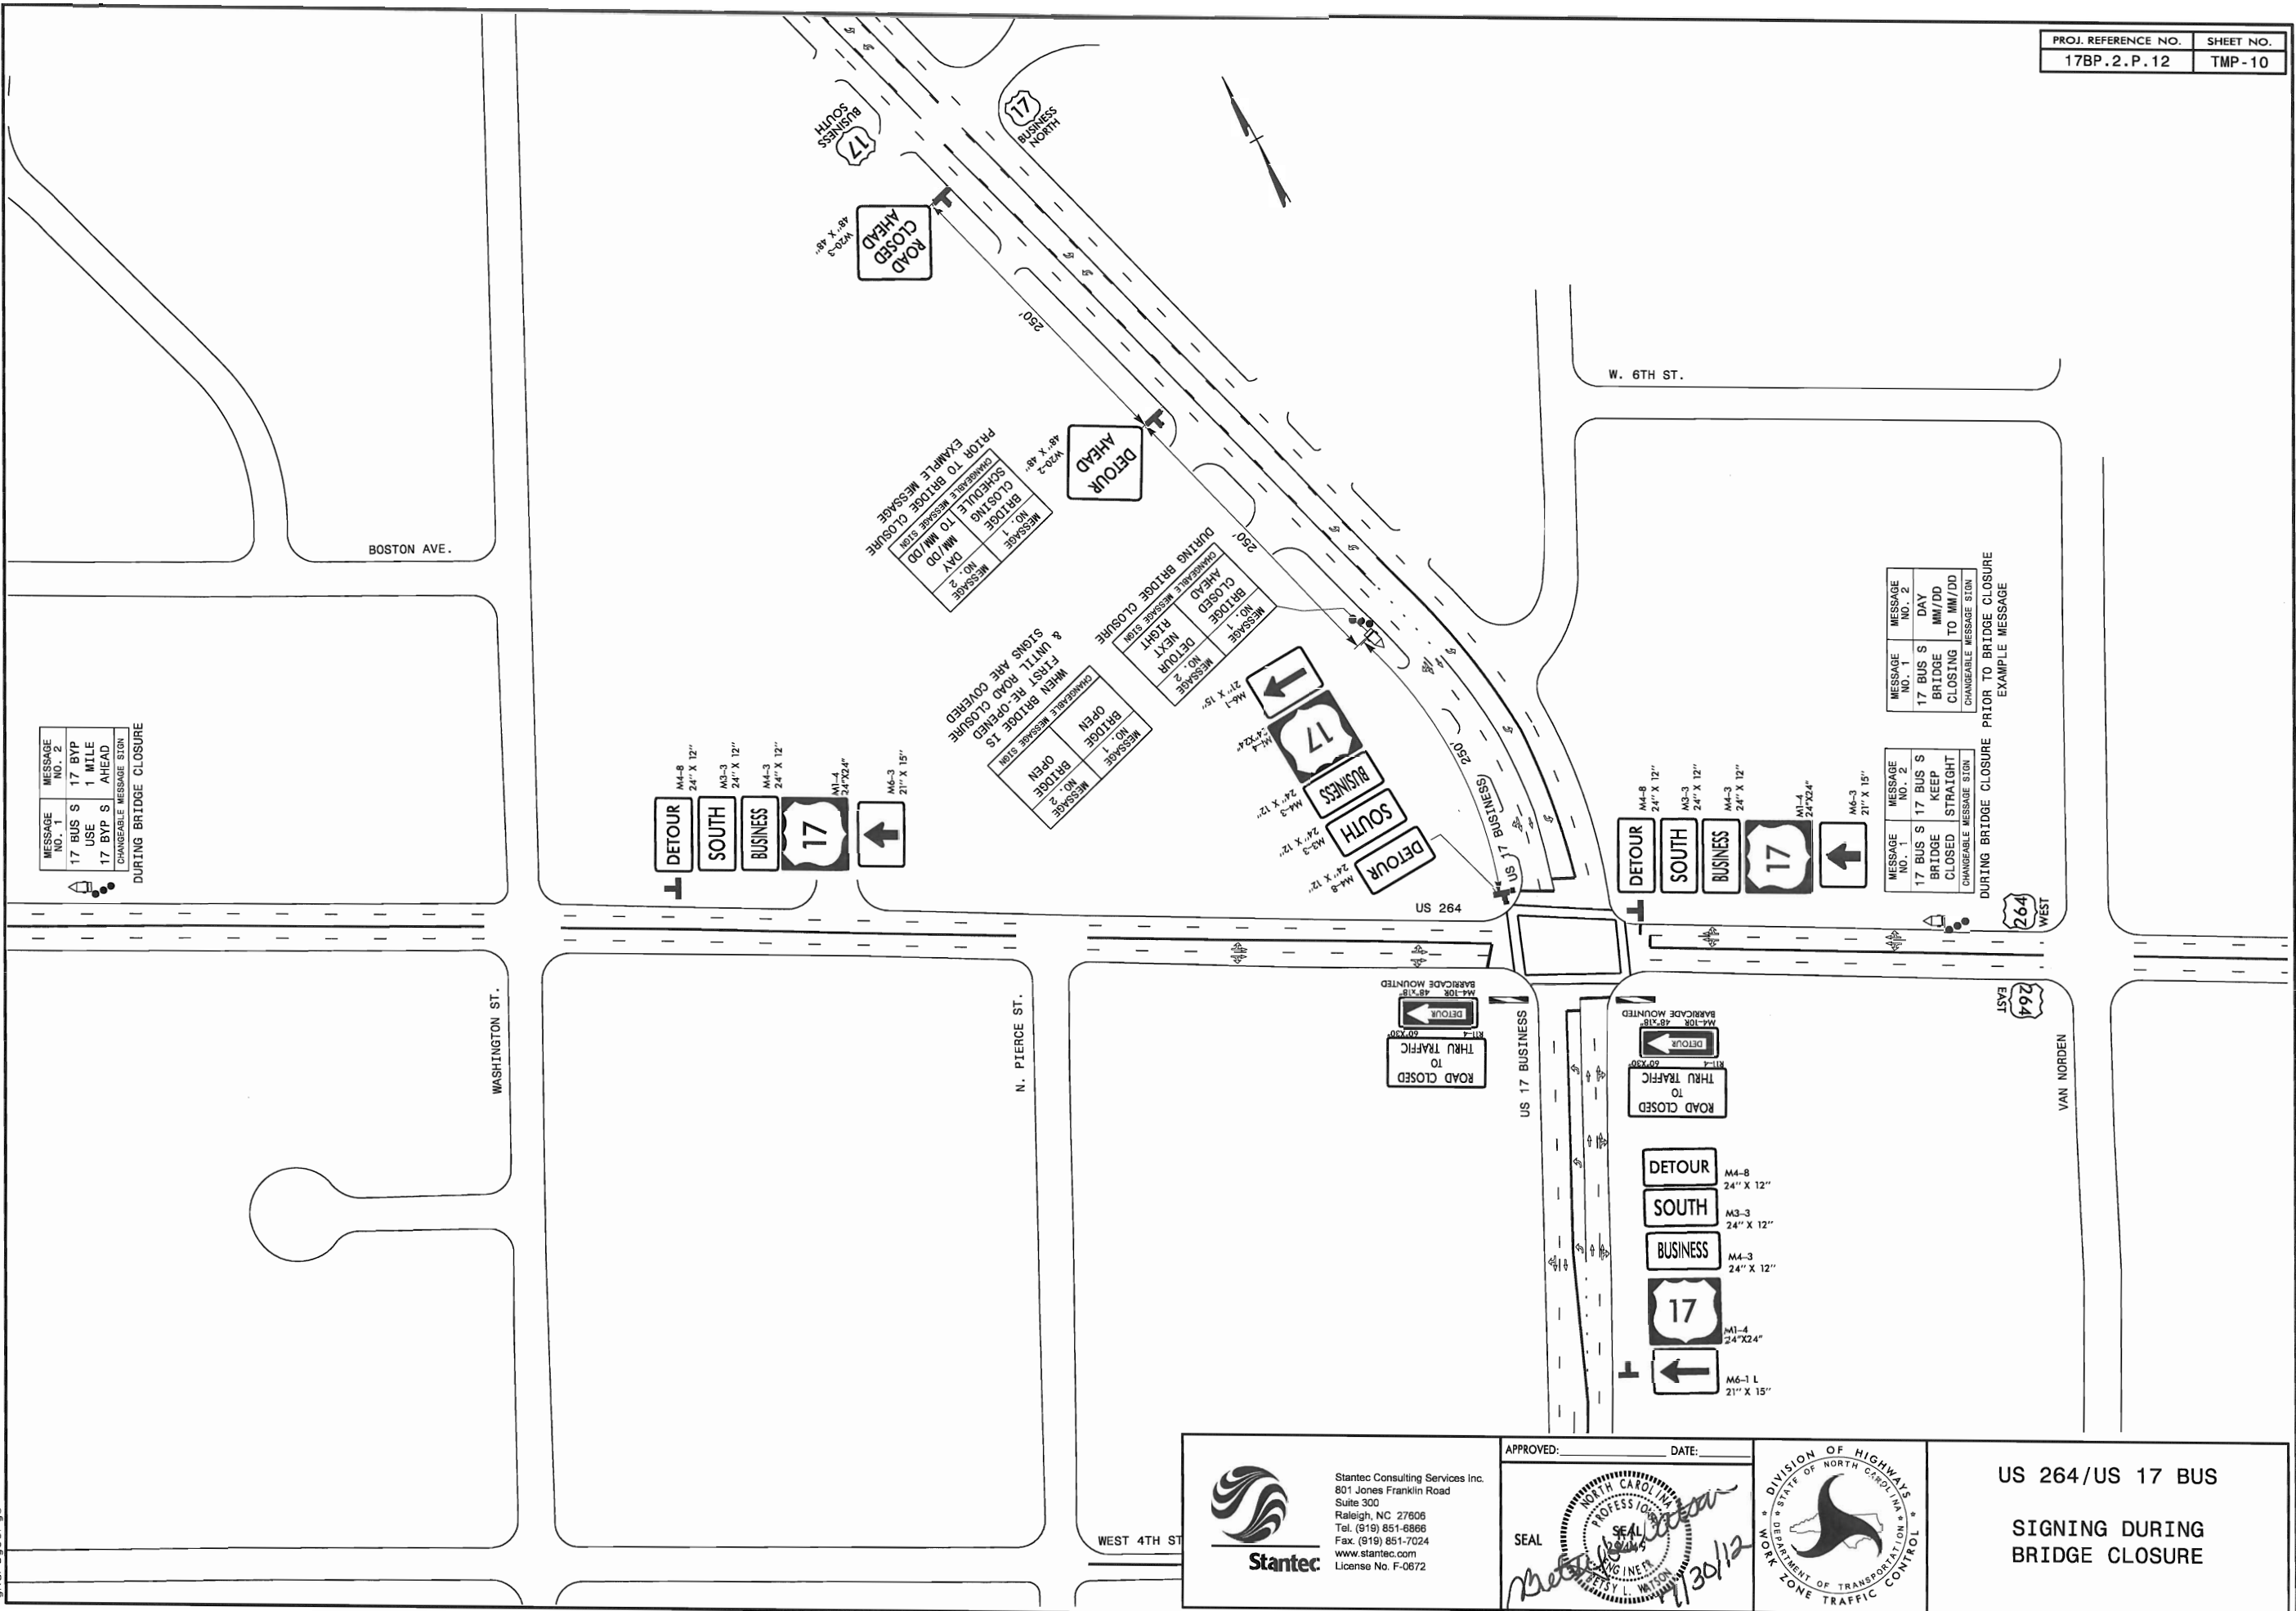 PROJ. REFERENCE NO. SHEET NO.
17BP.2.P.12 TMP-10
BUSINESS
SOUTH
17
17
BUSINESS
NORTH
ROAD
CLOSED
AHEAD
W20-3
48" X 48"
250'
DETOUR
AHEAD
W20-2
48" X 48"
250'
W. 6TH ST.
BOSTON AVE.
MESSAGE NO. 1
BRIDGE
CLOSING
SCHEDULE
MESSAGE NO. 2
DAY
MM/DD
TO MM/DD
CHANGEABLE MESSAGE SIGN
PRIOR TO BRIDGE CLOSURE
EXAMPLE MESSAGE
MESSAGE NO. 1
BRIDGE
CLOSED
AHEAD
MESSAGE NO. 2
DETOUR
NEXT
RIGHT
CHANGEABLE MESSAGE SIGN
DURING BRIDGE CLOSURE
MESSAGE NO. 1
BRIDGE
OPEN
MESSAGE NO. 2
BRIDGE
OPEN
CHANGEABLE MESSAGE SIGN
WHEN BRIDGE IS
FIRST RE-OPENED
& UNTIL ROAD CLOSURE
SIGNS ARE COVERED
MESSAGE NO. 1
17 BUS S
USE
17 BYP S
MESSAGE NO. 2
17 BYP
1 MILE
AHEAD
CHANGEABLE MESSAGE SIGN
DURING BRIDGE CLOSURE
DETOUR
M4-8
24" X 12"
SOUTH
M3-3
24" X 12"
BUSINESS
M4-3
24" X 12"
17
M1-4
24"X24"
M6-3
21" X 15"
DETOUR
M4-8
24" X 12"
SOUTH
M3-3
24" X 12"
BUSINESS
M4-3
24" X 12"
17
M1-4
24"X24"
M6-1
21" X 15"
250'
US 17 BUSINESS)
US 264
DETOUR
M4-8
24" X 12"
SOUTH
M3-3
24" X 12"
BUSINESS
M4-3
24" X 12"
17
M1-4
24"X24"
M6-3
21" X 15"
MESSAGE NO. 1
17 BUS S
BRIDGE
CLOSING
MESSAGE NO. 2
DAY
MM/DD
TO MM/DD
CHANGEABLE MESSAGE SIGN
PRIOR TO BRIDGE CLOSURE
EXAMPLE MESSAGE
MESSAGE NO. 1
17 BUS S
BRIDGE
CLOSED
MESSAGE NO. 2
17 BUS S
KEEP
STRAIGHT
CHANGEABLE MESSAGE SIGN
DURING BRIDGE CLOSURE
264
WEST
264
EAST
WASHINGTON ST.
N. PIERCE ST.
US 17 BUSINESS
VAN NORDEN
ROAD CLOSED
TO
THRU TRAFFIC
R11-4 60"X30"
DETOUR
M4-10R 48"x18"
BARRICADE MOUNTED
ROAD CLOSED
TO
THRU TRAFFIC
R11-4 60"X30"
DETOUR
M4-10R 48"x18"
BARRICADE MOUNTED
DETOUR
M4-8
24" X 12"
SOUTH
M3-3
24" X 12"
BUSINESS
M4-3
24" X 12"
17
M1-4
24"X24"
M6-1 L
21" X 15"
WEST 4TH ST
Stantec
Stantec Consulting Services Inc.
801 Jones Franklin Road
Suite 300
Raleigh, NC 27606
Tel. (919) 851-6866
Fax. (919) 851-7024
www.stantec.com
License No. F-0672
APPROVED: DATE:
SEAL
NORTH CAROLINA
PROFESSIONAL
SEAL
ENGINEER
BETSY L. WATSON
DIVISION OF HIGHWAYS
STATE OF NORTH CAROLINA
DEPARTMENT OF TRANSPORTATION
WORK ZONE TRAFFIC CONTROL
US 264/US 17 BUS
SIGNING DURING
BRIDGE CLOSURE